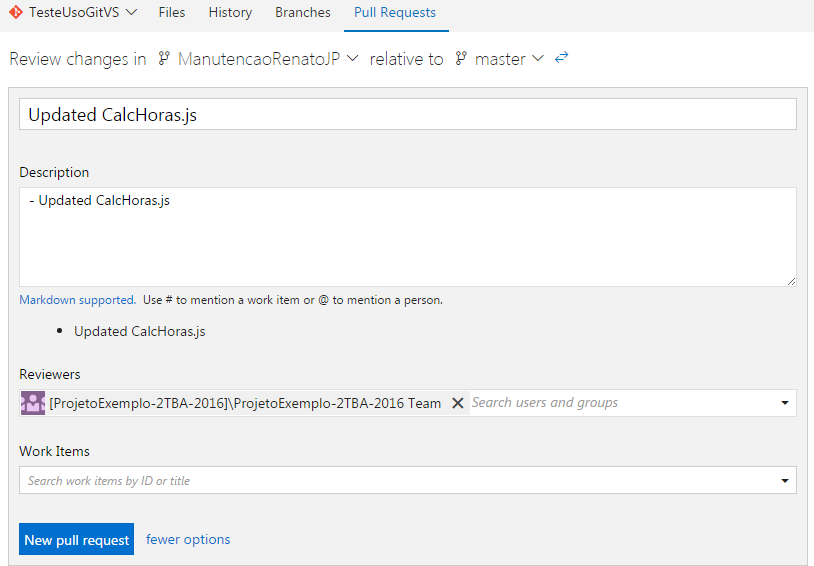 TesteUsoGitVS Files History Branches Pull Requests
Review changes in ManutencaoRenatoJP relative to master
Updated CalcHoras.js
Description
- Updated CalcHoras.js
Markdown supported. Use # to mention a work item or @ to mention a person.
• Updated CalcHoras.js
Reviewers
[ProjetoExemplo-2TBA-2016]\ProjetoExemplo-2TBA-2016 Team Search users and groups
Work Items
Search work items by ID or title
New pull request fewer options